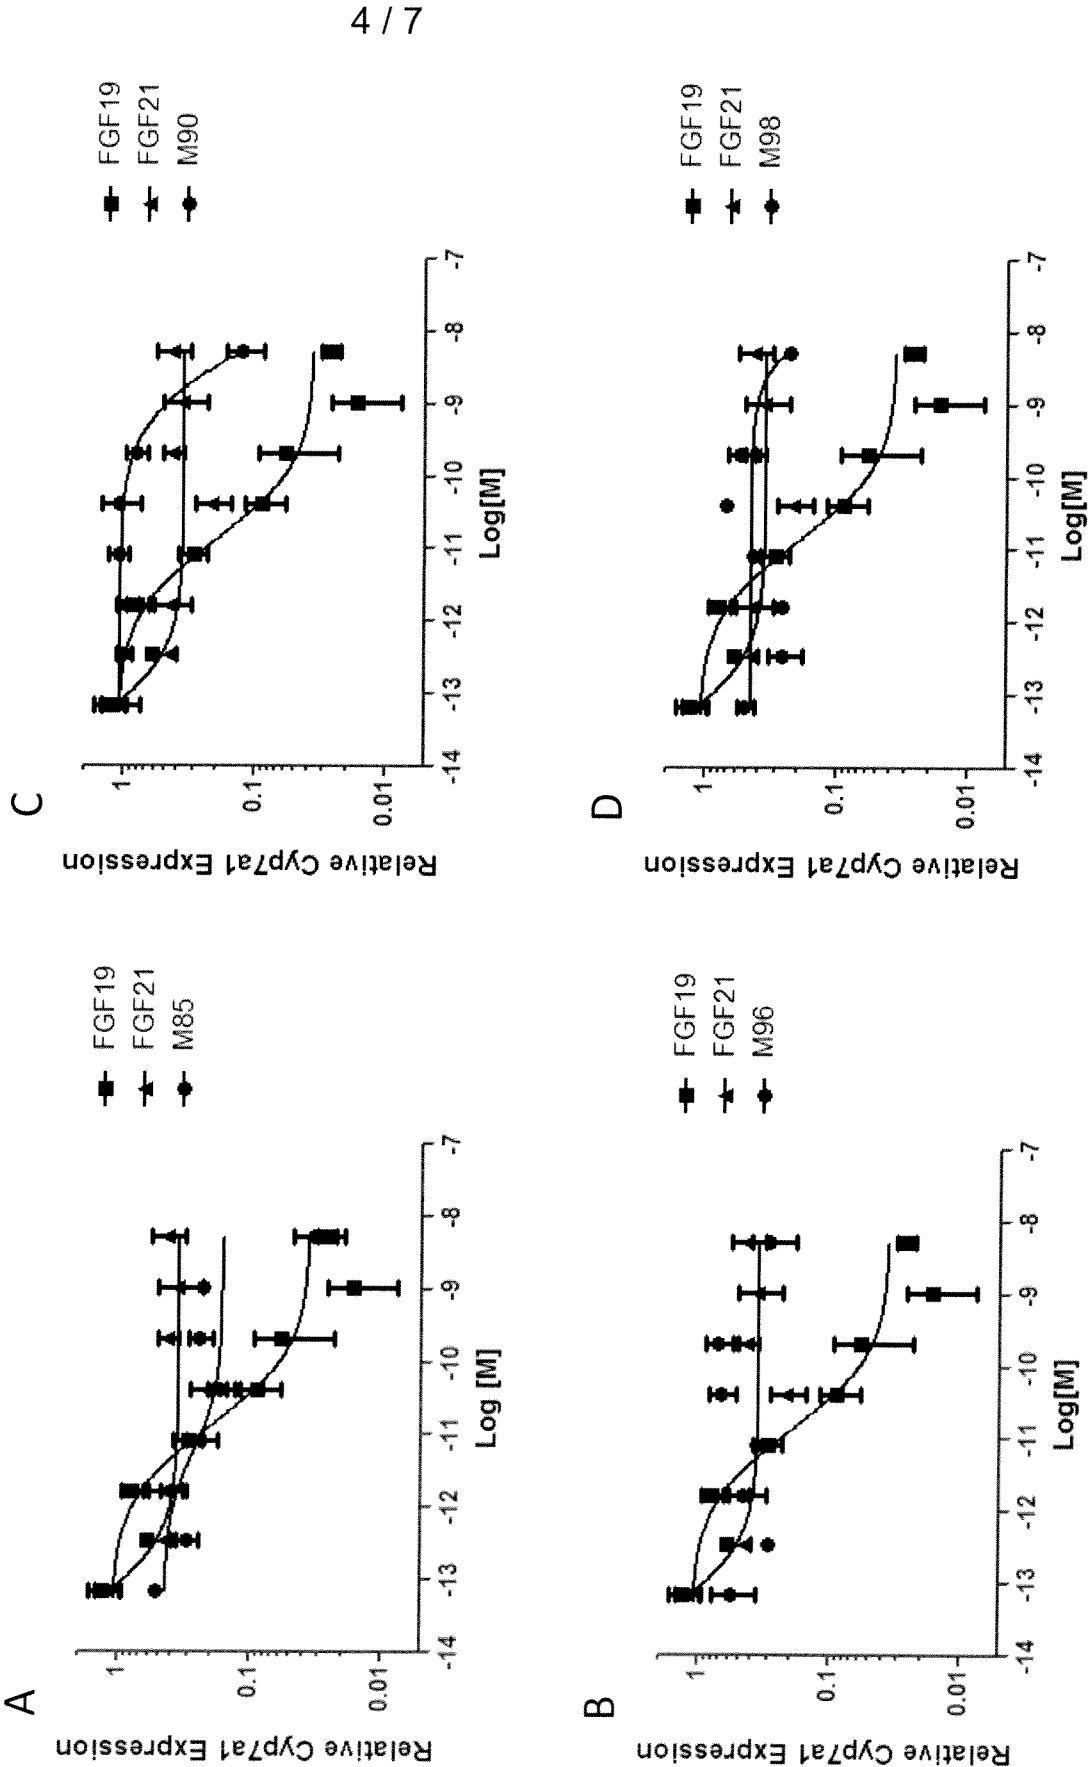 4 / 7
A
Relative Cyp7a1 Expression
1
0.1
0.01
-14
-13
-12
-11
-10
-9
-8
-7
Log [M]
FGF19
FGF21
M85
B
Relative Cyp7a1 Expression
1
0.1
0.01
-14
-13
-12
-11
-10
-9
-8
-7
Log[M]
FGF19
FGF21
M96
C
Relative Cyp7a1 Expression
1
0.1
0.01
-14
-13
-12
-11
-10
-9
-8
-7
Log[M]
FGF19
FGF21
M90
D
Relative Cyp7a1 Expression
1
0.1
0.01
-14
-13
-12
-11
-10
-9
-8
-7
Log[M]
FGF19
FGF21
M98